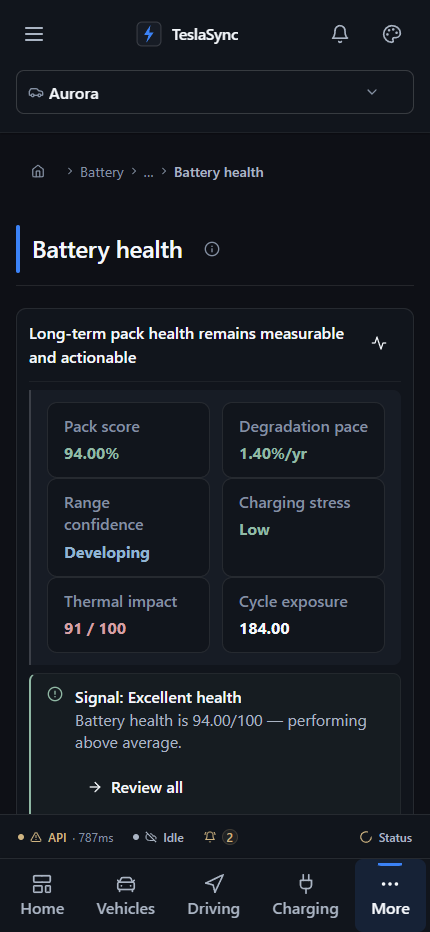 TeslaSync
Aurora
Battery ... Battery health
Battery health
Long-term pack health remains measurable
and actionable
Pack score
94.00%
Degradation pace
1.40%/yr
Range
confidence
Developing
Charging stress
Low
Thermal impact
91 / 100
Cycle exposure
184.00
Signal: Excellent health
Battery health is 94.00/100 — performing
above average.
Review all
API · 787ms Idle 2 Status
Home Vehicles Driving Charging More